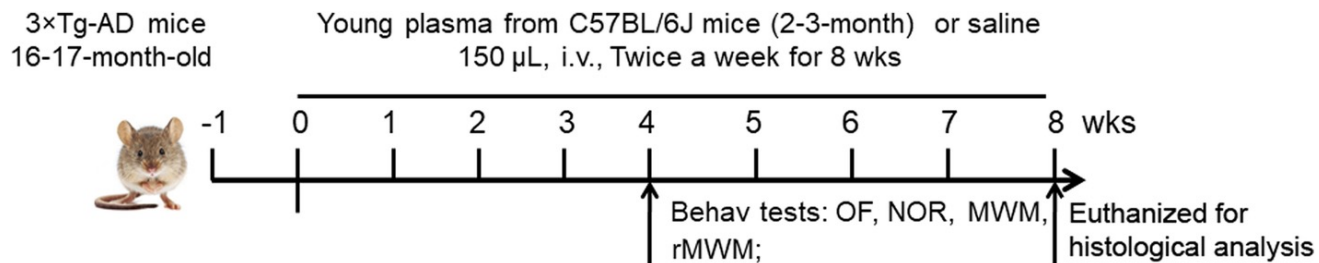 3×Tg-AD mice
16-17-month-old
Young plasma from C57BL/6J mice (2-3-month) or saline
150 µL, i.v., Twice a week for 8 wks
-1 0 1 2 3 4 5 6 7 8 wks
Behav tests: OF, NOR, MWM,
rMWM;
Euthanized for
histological analysis